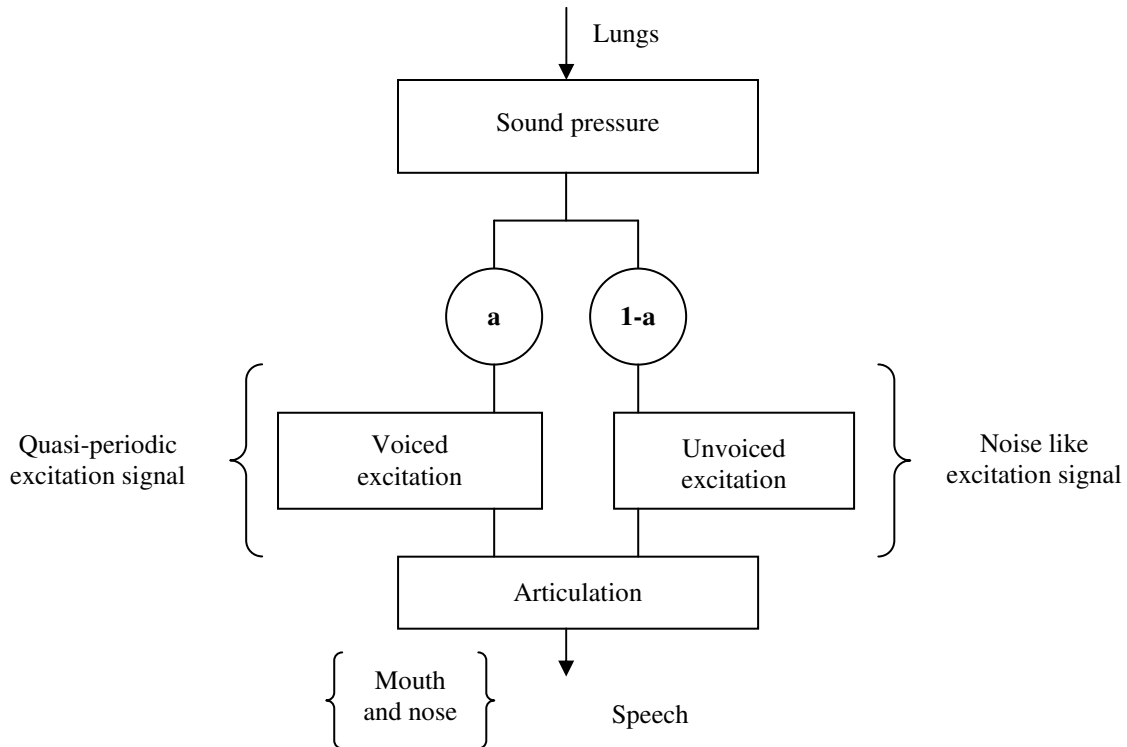 Lungs
Sound pressure
a
1-a
Quasi-periodic
excitation signal
Voiced
excitation
Unvoiced
excitation
Noise like
excitation signal
Articulation
Mouth
and nose
Speech